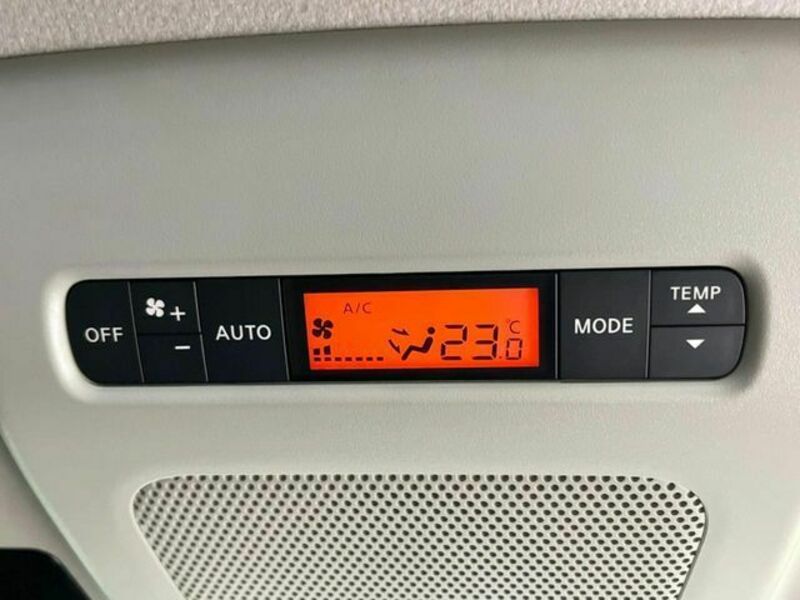 OFF
+
-
AUTO
A/C
23.0 °C
MODE
TEMP